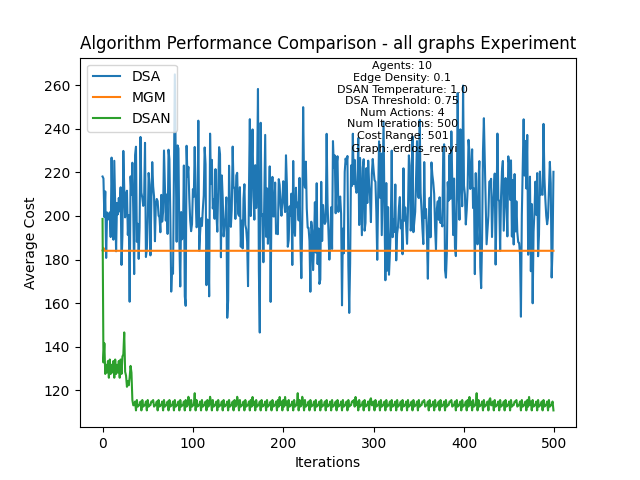 Algorithm Performance Comparison - all graphs Experiment
DSA
MGM
DSAN
Agents: 10
Edge Density: 0.1
DSAN Temperature: 1.0
DSA Threshold: 0.75
Num Actions: 4
Num Iterations: 500
Cost Range: 501
Graph: erdos_renyi
Average Cost
260
240
220
200
180
160
140
120
0
100
200
300
400
500
Iterations